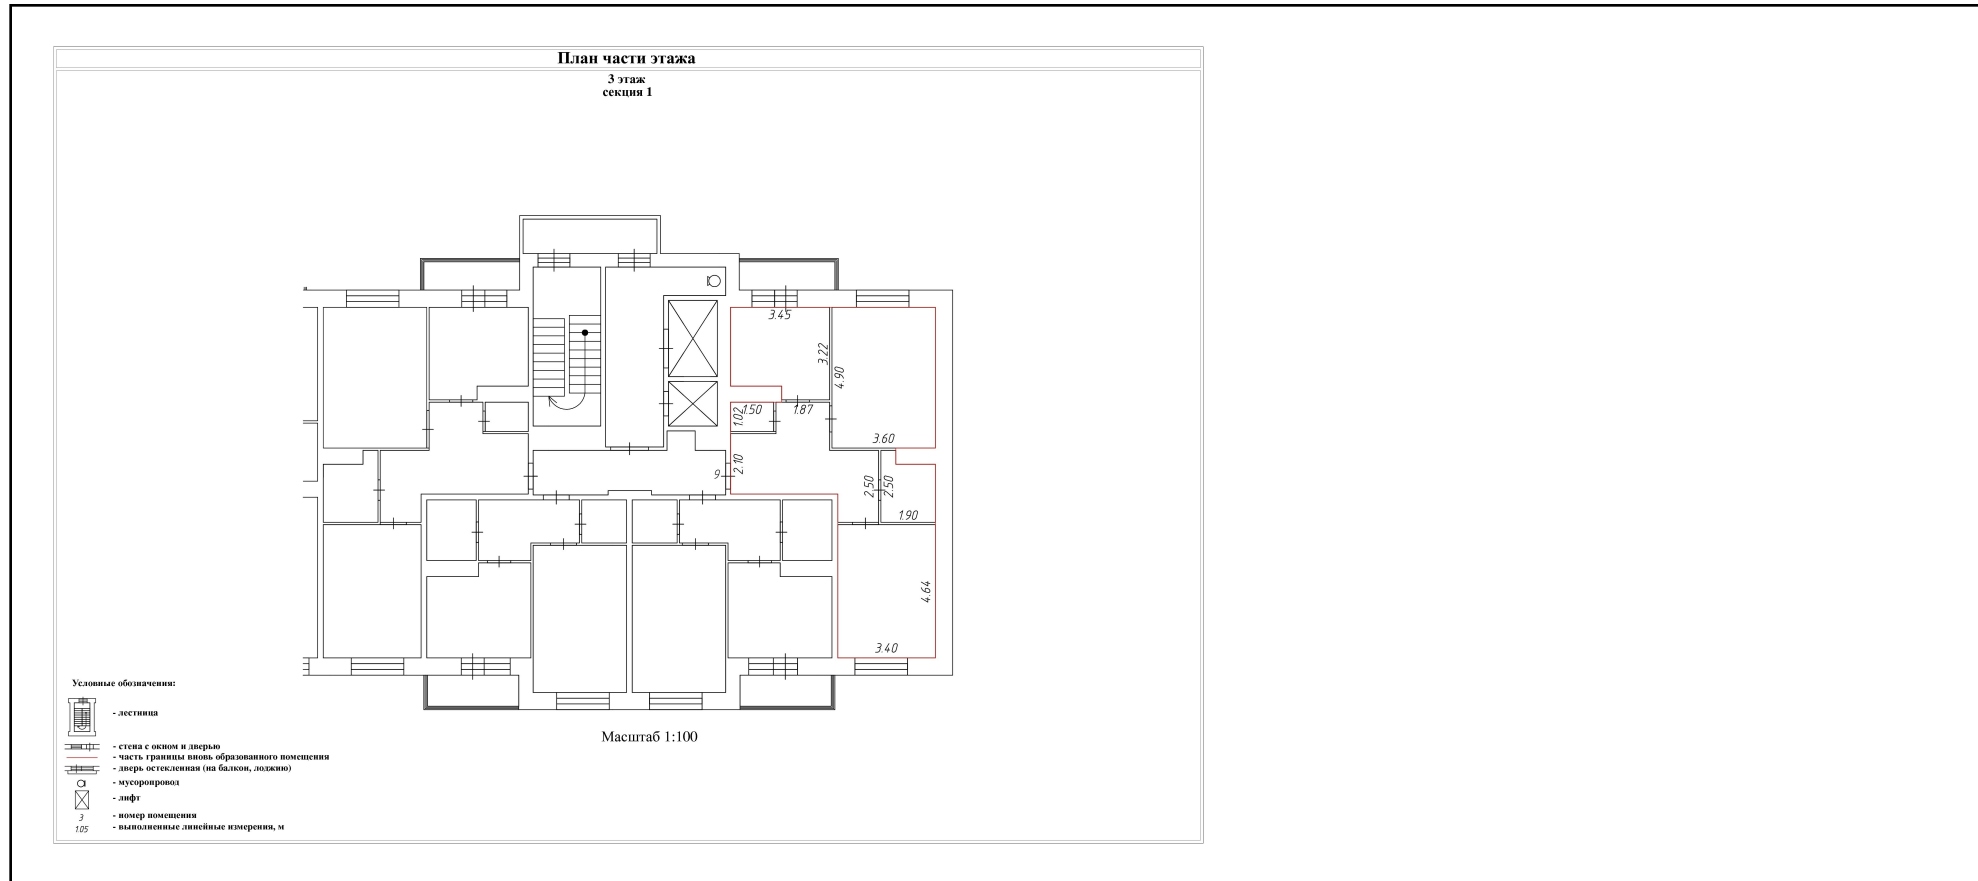 План части этажа
3 этаж
секция 1
3.45
3.22
4.90
1.50
1.87
1.02
3.60
2.10
9
2.50
2.50
1.90
4.64
3.40
Условные обозначения:
- лестница
- стена с окном и дверью
- часть границы вновь образованного помещения
- дверь остекленная (на балкон, лоджию)
- мусоропровод
- лифт
3 - номер помещения
1.05 - выполненные линейные измерения, м
Масштаб 1:100